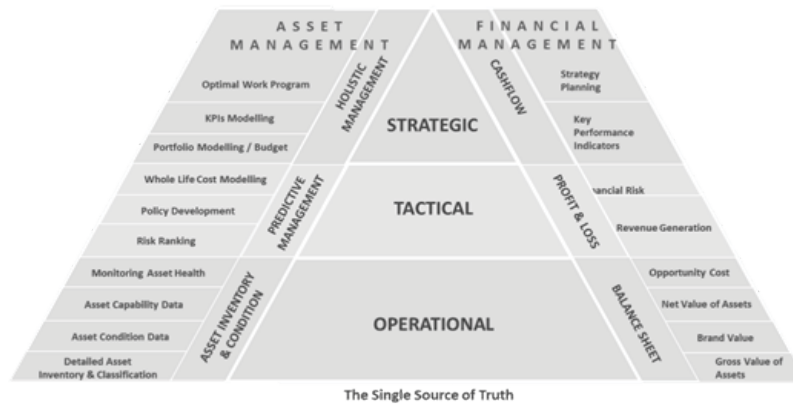 ASSET
MANAGEMENT
FINANCIAL
MANAGEMENT
Optimal Work Program
KPIs Modelling
Portfolio Modelling / Budget
HOLISTIC
MANAGEMENT
STRATEGIC
CASHFLOW
Strategy
Planning
Key
Performance
Indicators
Whole Life Cost Modelling
Policy Development
Risk Ranking
PREDICTIVE
MANAGEMENT
TACTICAL
PROFIT & LOSS
nancial Risk
Revenue Generation
Monitoring Asset Health
Asset Capability Data
Asset Condition Data
Detailed Asset
Inventory & Classification
ASSET INVENTORY
& CONDITION
OPERATIONAL
BALANCE SHEET
Opportunity Cost
Net Value of Assets
Brand Value
Gross Value of
Assets
The Single Source of Truth